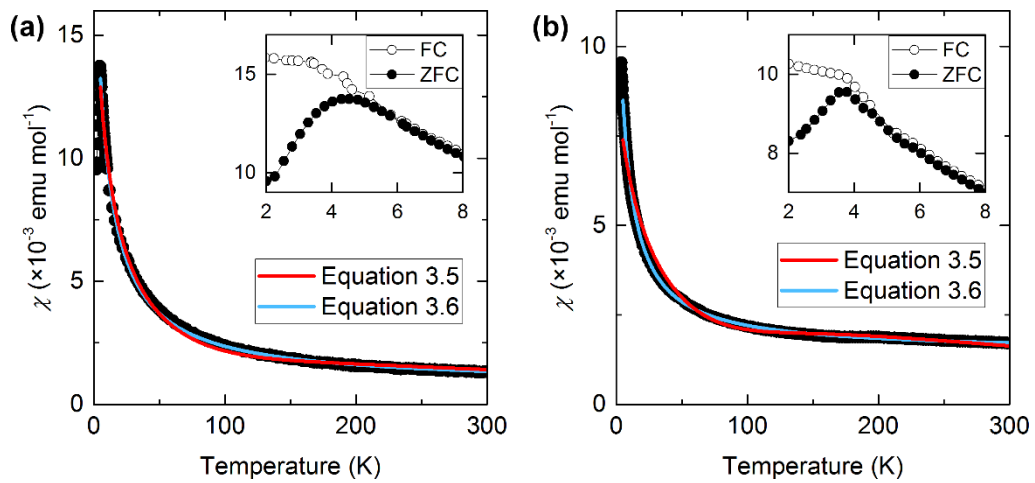 (a)
15
10
5
0
χ (×10⁻³ emu mol⁻¹)
0 100 200 300
Temperature (K)
FC
ZFC
15
10
2 4 6 8
Equation 3.5
Equation 3.6
(b)
10
5
0
χ (×10⁻³ emu mol⁻¹)
0 100 200 300
Temperature (K)
FC
ZFC
10
8
2 4 6 8
Equation 3.5
Equation 3.6